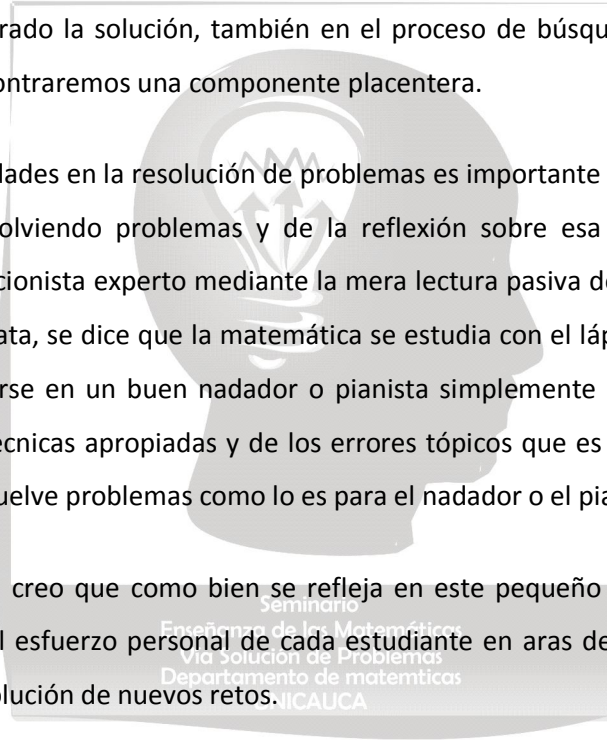 rado la solución, también en el proceso de búsqu
ontraremos una componente placentera.
dades en la resolución de problemas es importante
olviendo problemas y de la reflexión sobre esa
cionista experto mediante la mera lectura pasiva de
ata, se dice que la matemática se estudia con el láp
rse en un buen nadador o pianista simplemente
écnicas apropiadas y de los errores tópicos que es
uelve problemas como lo es para el nadador o el pia
creo que como bien se refleja en este pequeño
Seminario
l esfuerzo personal de cada estudiante en aras de
Enseñanza de las Matemáticas
Vía Solución de Problemas
Departamento de matemticas
olución de nuevos retos.
UNICAUCA